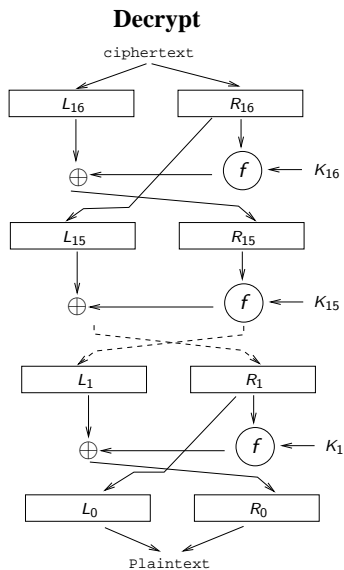 Decrypt
ciphertext
L16 R16
⊕ f K16
L15 R15
⊕ f K15
L1 R1
⊕ f K1
L0 R0
Plaintext